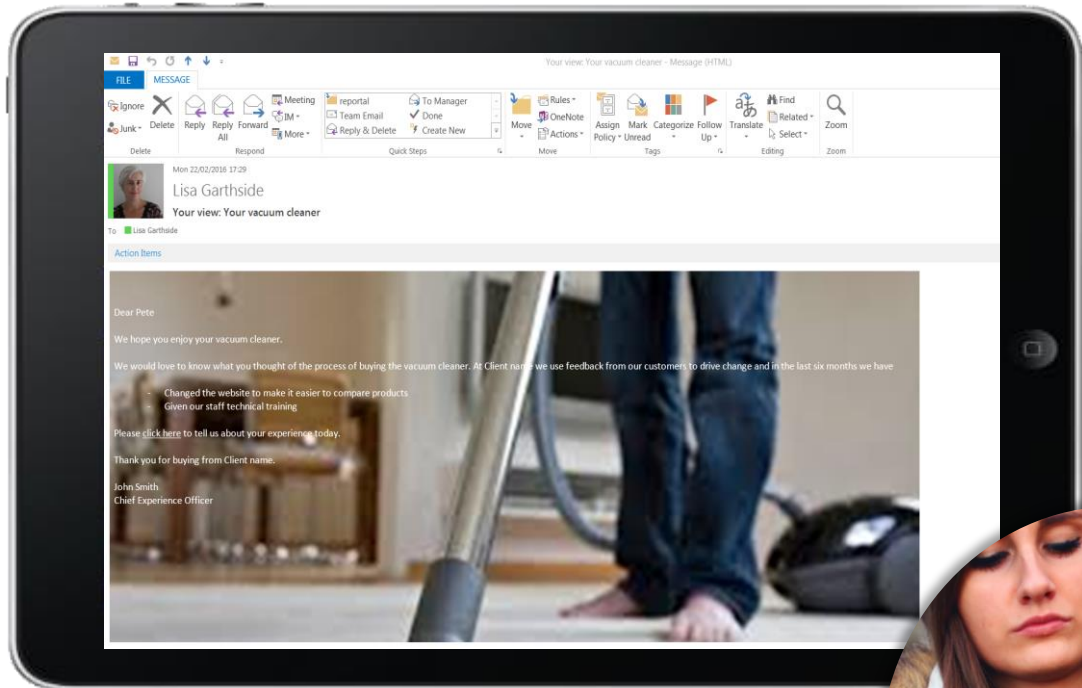 Your view: Your vacuum cleaner - Message (HTML)
FILE MESSAGE
Ignore
Junk
Delete
Reply
Reply All
Forward
Meeting
IM
More
reportal
Team Email
Reply & Delete
To Manager
Done
Create New
Move
Rules
OneNote
Actions
Assign Policy
Mark Unread
Categorize
Follow Up
Translate
Find
Related
Select
Zoom
Delete Respond Quick Steps Move Tags Editing Zoom
Mon 22/02/2016 17:29
Lisa Garthside
Your view: Your vacuum cleaner
To Lisa Garthside
Action Items
Dear Pete
We hope you enjoy your vacuum cleaner.
We would love to know what you thought of the process of buying the vacuum cleaner. At Client name we use feedback from our customers to drive change and in the last six months we have
- Changed the website to make it easier to compare products
- Given our staff technical training
Please click here to tell us about your experience today.
Thank you for buying from Client name.
John Smith
Chief Experience Officer